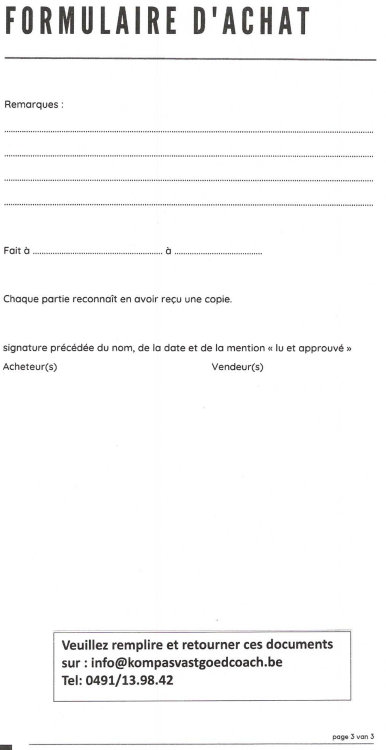 FORMULAIRE D'ACHAT
Remarques :
Fait à ........................................ à ........................................
Chaque partie reconnaît en avoir reçu une copie.
signature précédée du nom, de la date et de la mention « lu et approuvé »
Acheteur(s) Vendeur(s)
Veuillez remplire et retourner ces documents
sur : info@kompasvastgoedcoach.be
Tel: 0491/13.98.42
page 3 van 3